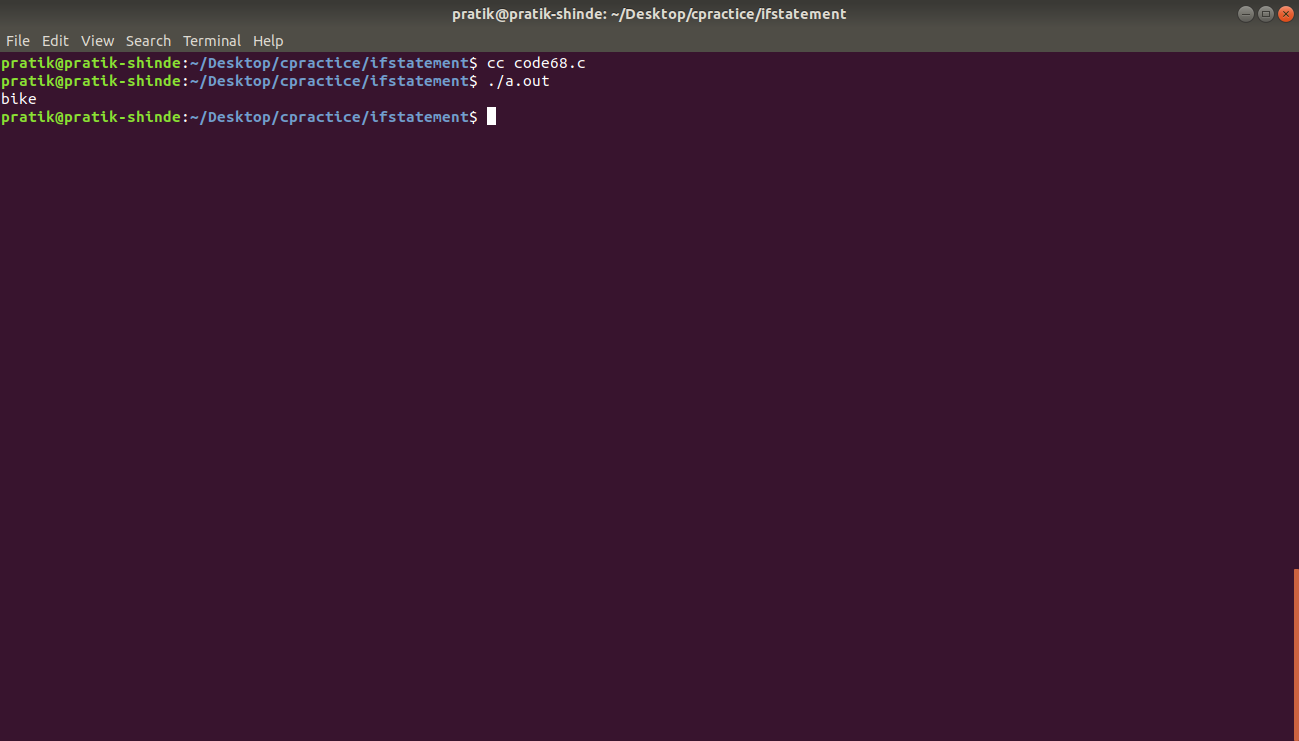 pratik@pratik-shinde: ~/Desktop/cpractice/ifstatement
File Edit View Search Terminal Help
pratik@pratik-shinde:~/Desktop/cpractice/ifstatement$ cc code68.c
pratik@pratik-shinde:~/Desktop/cpractice/ifstatement$ ./a.out
bike
pratik@pratik-shinde:~/Desktop/cpractice/ifstatement$